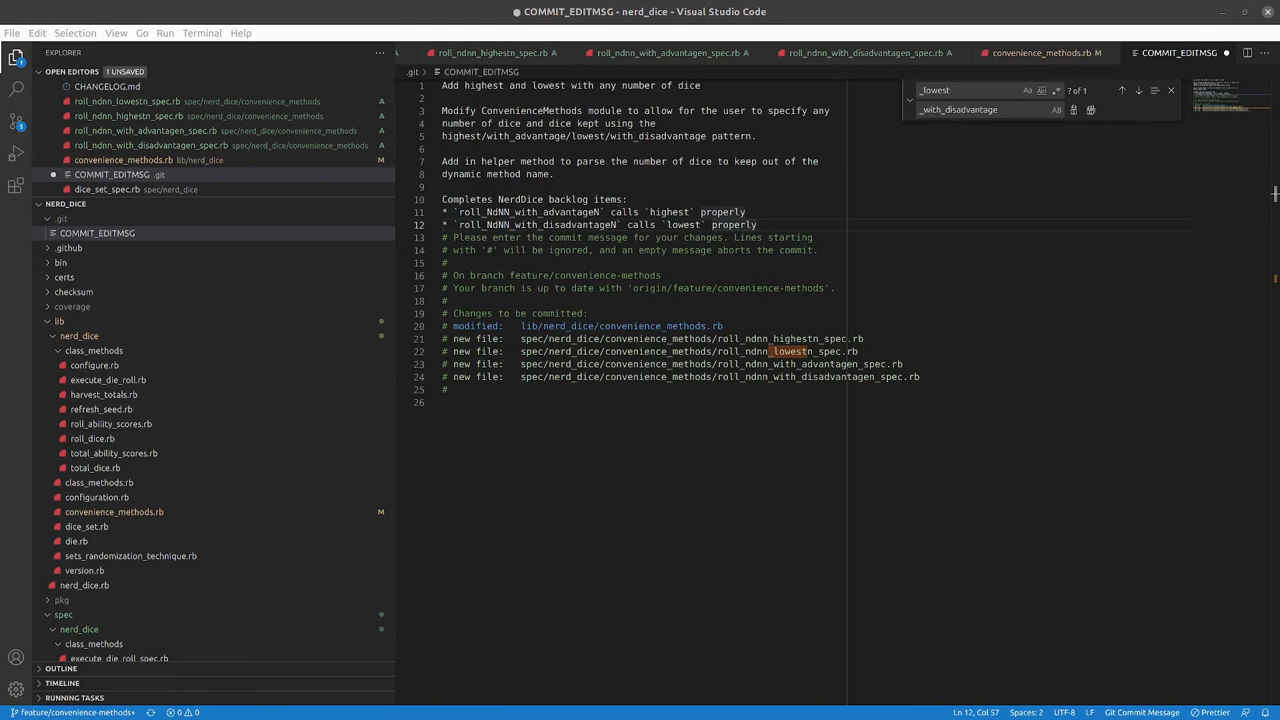 COMMIT_EDITMSG - nerd_dice - Visual Studio Code
File Edit Selection View Go Run Terminal Help
EXPLORER
roll_ndnn_highestn_spec.rb A
roll_ndnn_with_advantagen_spec.rb A
roll_ndnn_with_disadvantagen_spec.rb A
convenience_methods.rb M
COMMIT_EDITMSG
OPEN EDITORS 1 UNSAVED
CHANGELOG.md
roll_ndnn_lowestn_spec.rb spec/nerd_dice/convenience_methods A
roll_ndnn_highestn_spec.rb spec/nerd_dice/convenience_methods A
roll_ndnn_with_advantagen_spec.rb spec/nerd_dice/convenience_methods A
roll_ndnn_with_disadvantagen_spec.rb spec/nerd_dice/convenience_methods A
convenience_methods.rb lib/nerd_dice M
COMMIT_EDITMSG .git
dice_set_spec.rb spec/nerd_dice
NERD_DICE
.git
COMMIT_EDITMSG
.github
bin
certs
checksum
coverage
lib
nerd_dice
class_methods
configure.rb
execute_die_roll.rb
harvest_totals.rb
refresh_seed.rb
roll_ability_scores.rb
roll_dice.rb
total_ability_scores.rb
total_dice.rb
class_methods.rb
configuration.rb
convenience_methods.rb M
dice_set.rb
die.rb
sets_randomization_technique.rb
version.rb
nerd_dice.rb
pkg
spec
nerd_dice
class_methods
execute_die_roll_spec.rb
OUTLINE
TIMELINE
RUNNING TASKS
.git COMMIT_EDITMSG
_lowest Aa ab .* ? of 1
_with_disadvantage AB
1 Add highest and lowest with any number of dice
2
3 Modify ConvenienceMethods module to allow for the user to specify any
4 number of dice and dice kept using the
5 highest/with_advantage/lowest/with_disadvantage pattern.
6
7 Add in helper method to parse the number of dice to keep out of the
8 dynamic method name.
9
10 Completes NerdDice backlog items:
11 * `roll_NdNN_with_advantageN` calls `highest` properly
12 * `roll_NdNN_with_disadvantageN` calls `lowest` properly
13 # Please enter the commit message for your changes. Lines starting
14 # with '#' will be ignored, and an empty message aborts the commit.
15 #
16 # On branch feature/convenience-methods
17 # Your branch is up to date with 'origin/feature/convenience-methods'.
18 #
19 # Changes to be committed:
20 # modified: lib/nerd_dice/convenience_methods.rb
21 # new file: spec/nerd_dice/convenience_methods/roll_ndnn_highestn_spec.rb
22 # new file: spec/nerd_dice/convenience_methods/roll_ndnn_lowestn_spec.rb
23 # new file: spec/nerd_dice/convenience_methods/roll_ndnn_with_advantagen_spec.rb
24 # new file: spec/nerd_dice/convenience_methods/roll_ndnn_with_disadvantagen_spec.rb
25 #
26
feature/convenience-methods+ 0 0
Ln 12, Col 57 Spaces: 2 UTF-8 LF Git Commit Message Prettier